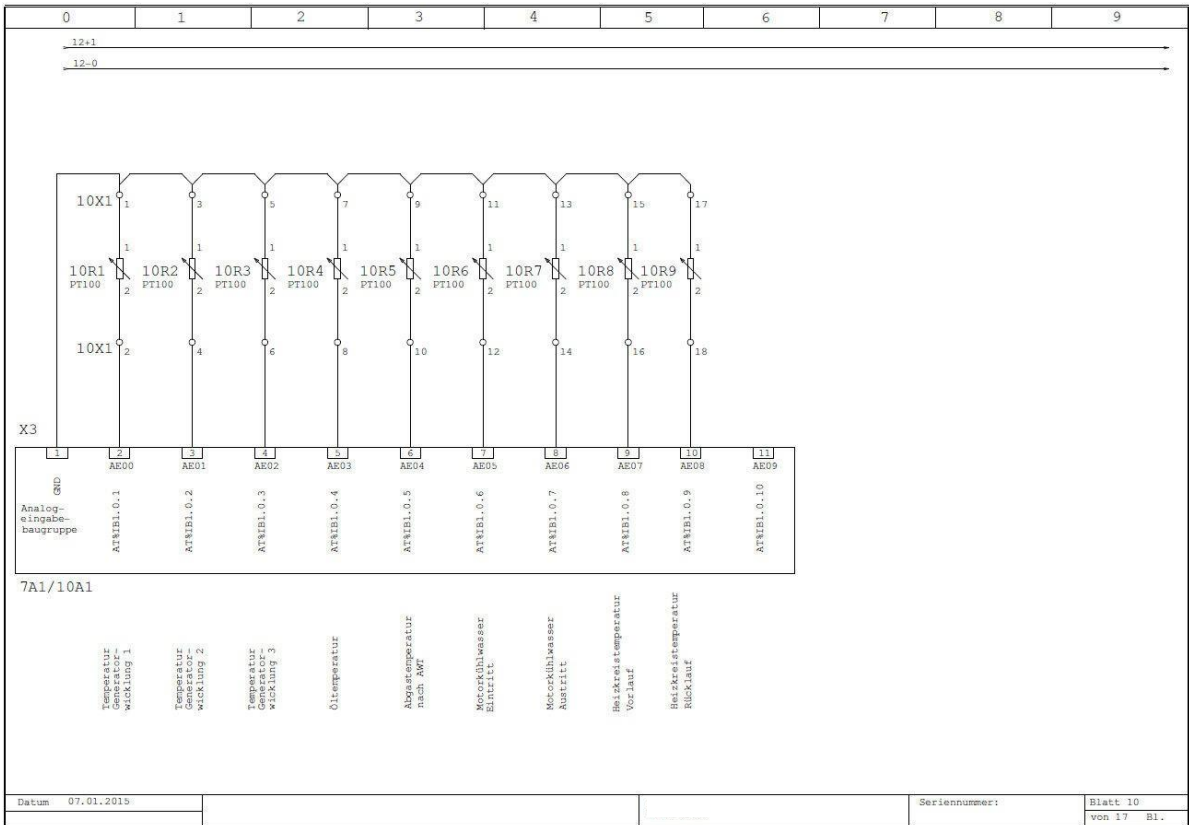 0 1 2 3 4 5 6 7 8 9
12+1
12-0
10X1 1 3 5 7 9 11 13 15 17
1 1 1 1 1 1 1 1 1
10R1 10R2 10R3 10R4 10R5 10R6 10R7 10R8 10R9
PT100 PT100 PT100 PT100 PT100 PT100 PT100 PT100 PT100
2 2 2 2 2 2 2 2 2
10X1 2 4 6 8 10 12 14 16 18
X3
1 2 3 4 5 6 7 8 9 10 11
AE00 AE01 AE02 AE03 AE04 AE05 AE06 AE07 AE08 AE09
GND
Analog-
eingabe-
baugruppe
AT%IB1.0.1
AT%IB1.0.2
AT%IB1.0.3
AT%IB1.0.4
AT%IB1.0.5
AT%IB1.0.6
AT%IB1.0.7
AT%IB1.0.8
AT%IB1.0.9
AT%IB1.0.10
7A1/10A1
Temperatur
Generator-
wicklung 1
Temperatur
Generator-
wicklung 2
Temperatur
Generator-
wicklung 3
Öltemperatur
Abgastemperatur
nach AWT
Motorkühlwasser
Eintritt
Motorkühlwasser
Austritt
Heizkreistemperatur
Vorlauf
Heizkreistemperatur
Rücklauf
Datum 07.01.2015
Seriennummer:
Blatt 10
von 17 Bl.